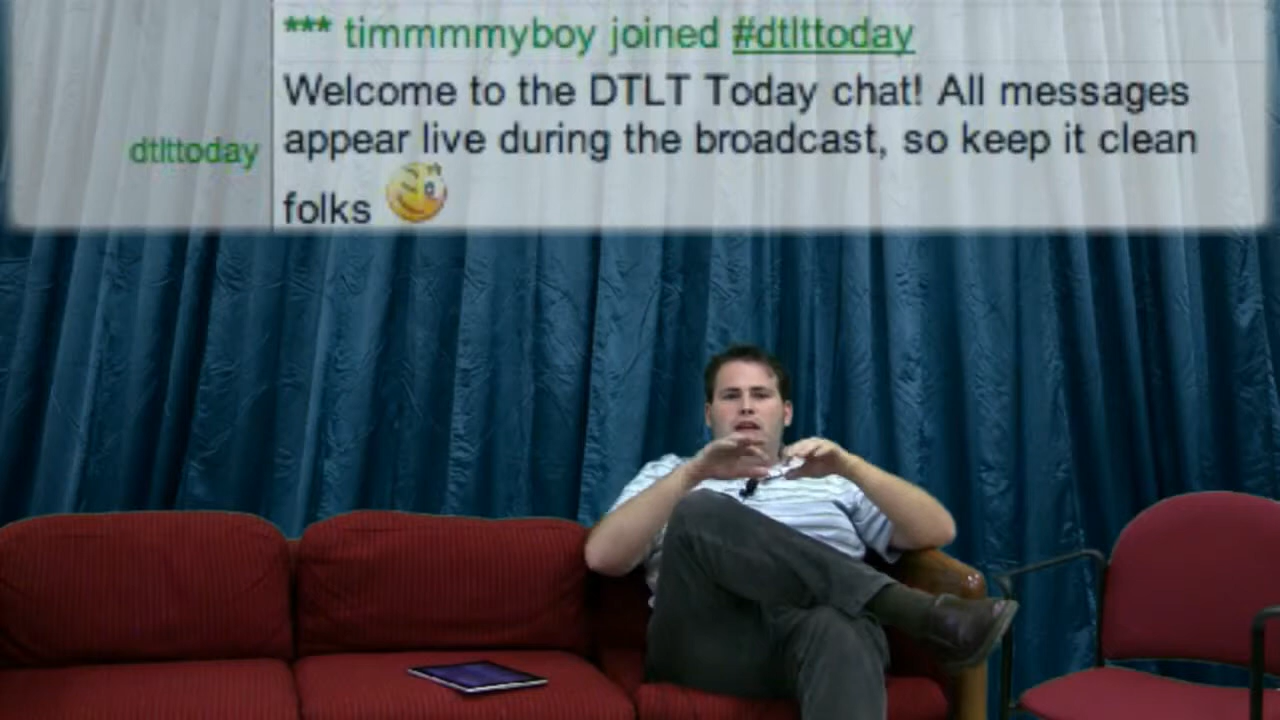 *** timmmmyboy joined #dtlttoday
Welcome to the DTLT Today chat! All messages
dtlttoday appear live during the broadcast, so keep it clean
folks